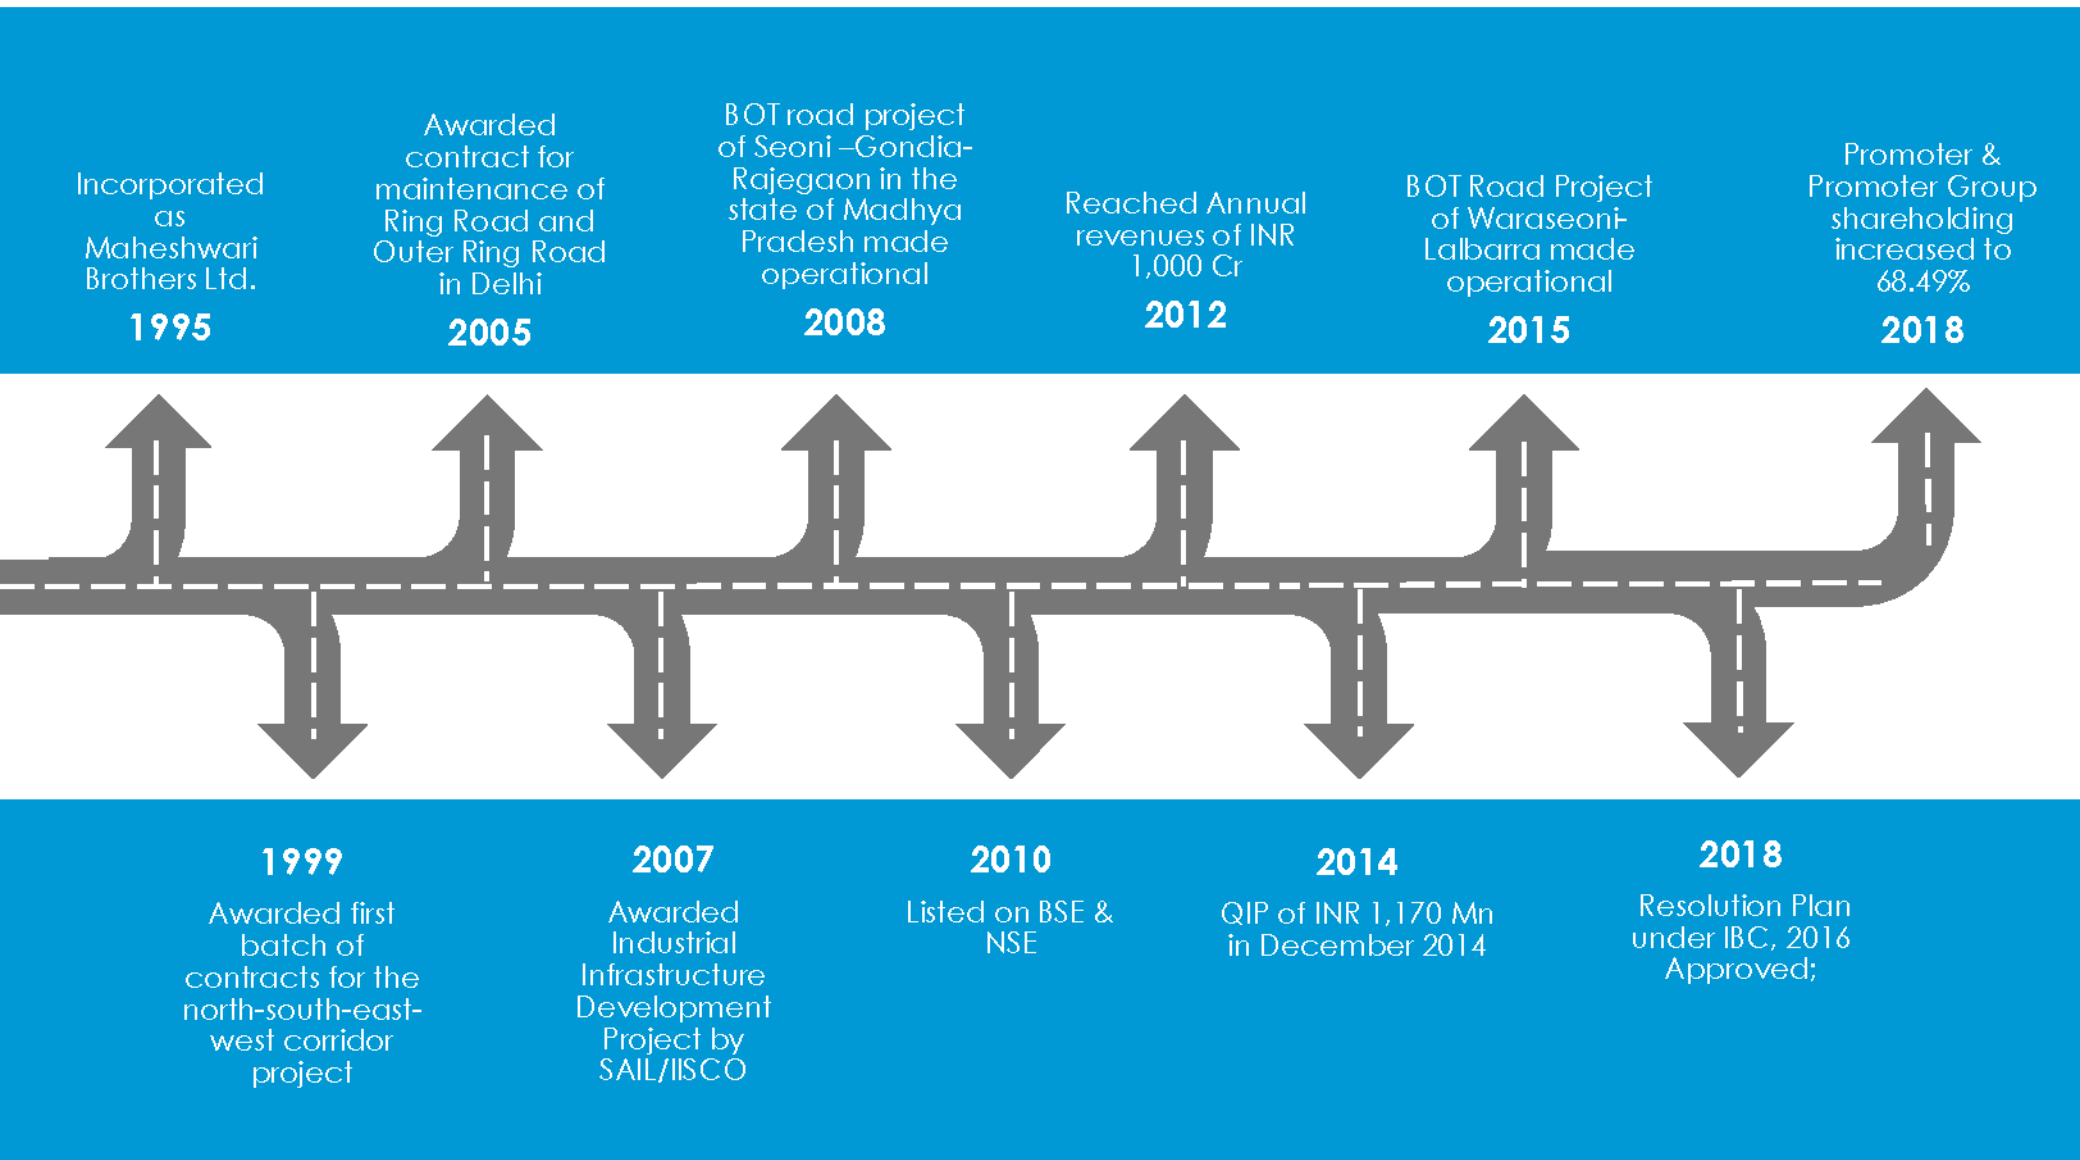 Incorporated
as
Maheshwari
Brothers Ltd.
1995
Awarded
contract for
maintenance of
Ring Road and
Outer Ring Road
in Delhi
2005
BOT road project
of Seoni –Gondia-
Rajegaon in the
state of Madhya
Pradesh made
operational
2008
Reached Annual
revenues of INR
1,000 Cr
2012
BOT Road Project
of Waraseoni-
Lalbarra made
operational
2015
Promoter &
Promoter Group
shareholding
increased to
68.49%
2018
1999
Awarded first
batch of
contracts for the
north-south-east-
west corridor
project
2007
Awarded
Industrial
Infrastructure
Development
Project by
SAIL/IISCO
2010
Listed on BSE &
NSE
2014
QIP of INR 1,170 Mn
in December 2014
2018
Resolution Plan
under IBC, 2016
Approved;